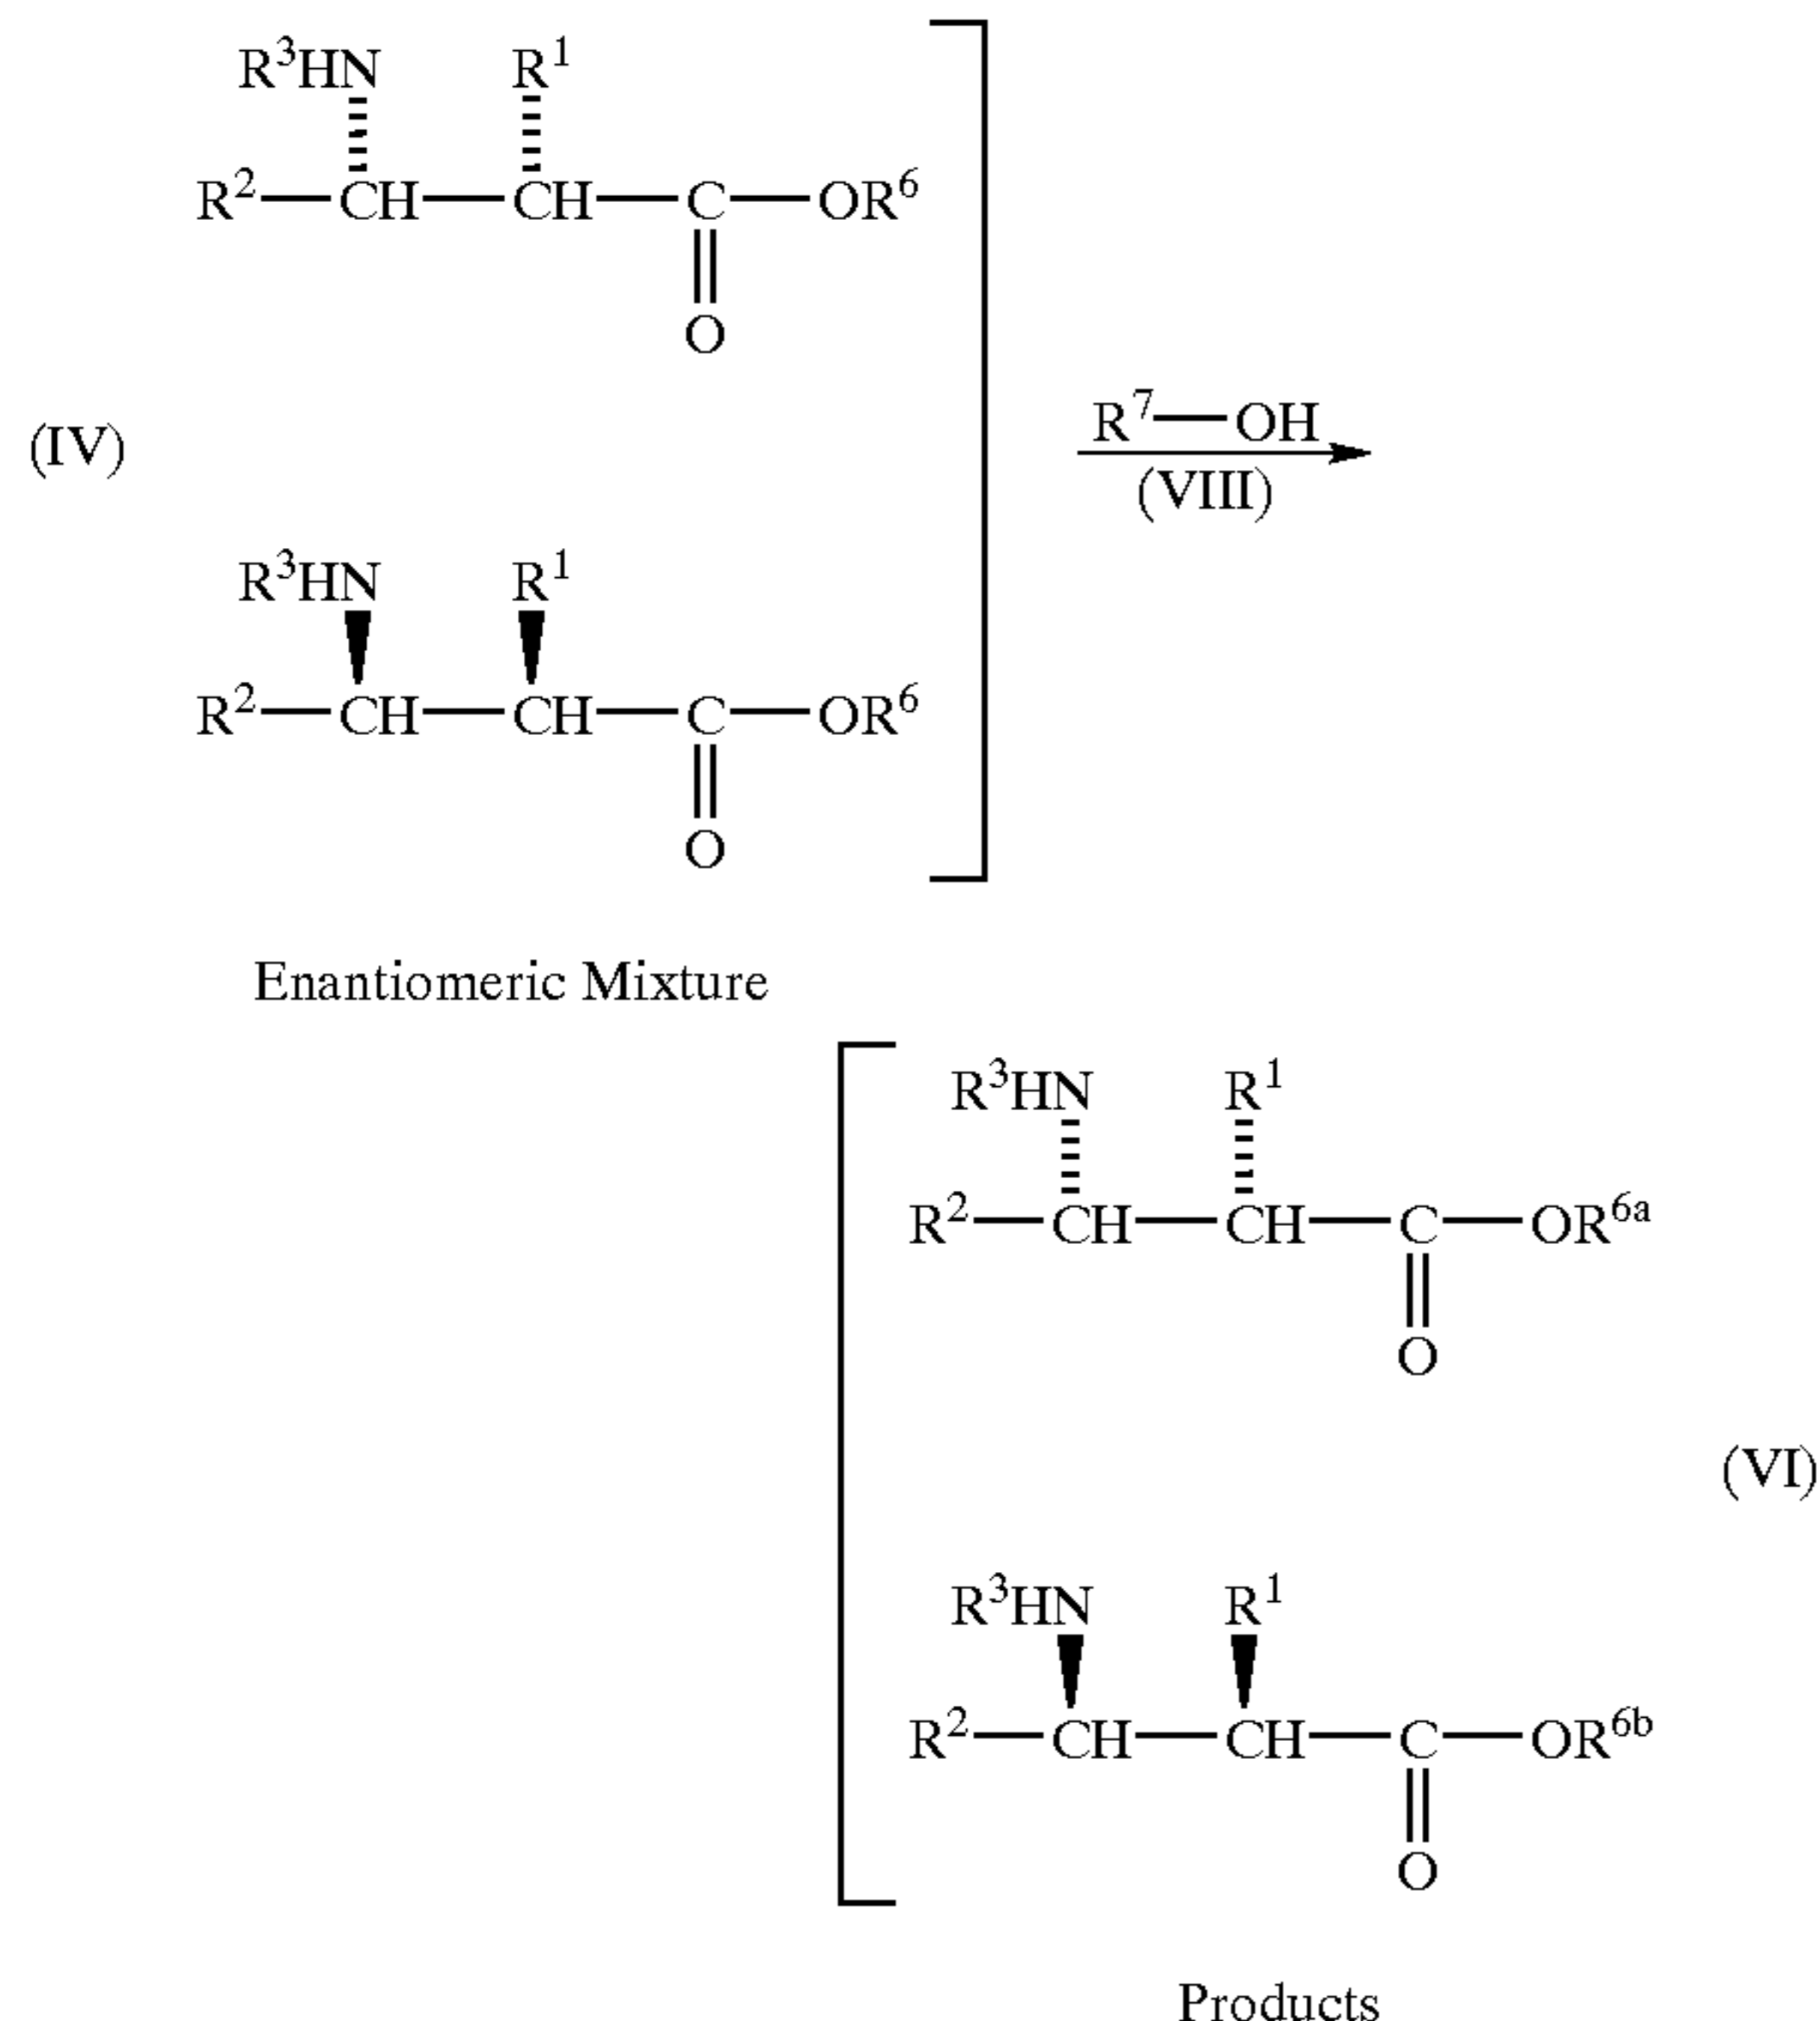 R³HN R¹
R²—CH—CH—C—OR⁶
O
(IV)
R⁷—OH
(VIII)
R³HN R¹
R²—CH—CH—C—OR⁶
O
Enantiomeric Mixture
R³HN R¹
R²—CH—CH—C—OR⁶ᵃ
O
(VI)
R³HN R¹
R²—CH—CH—C—OR⁶ᵇ
O
Products